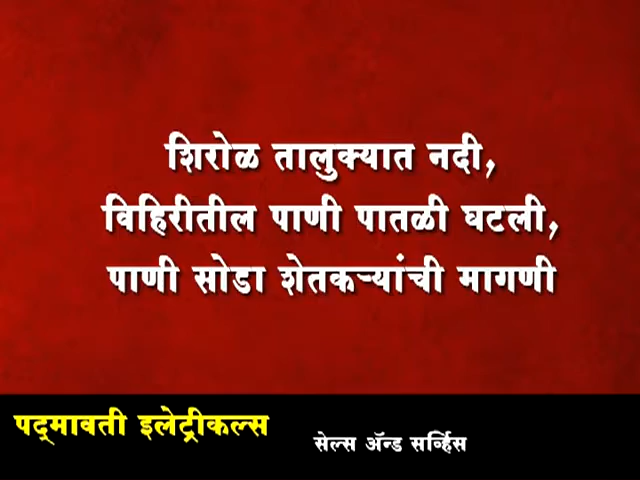 शिरोळ तालुक्यात नदी,
विहिरीतील पाणी पातळी घटली,
पाणी सोडा शेतकऱ्यांची मागणी
पद्मावती इलेट्रीकल्स
सेल्स ॲन्ड सर्व्हिस